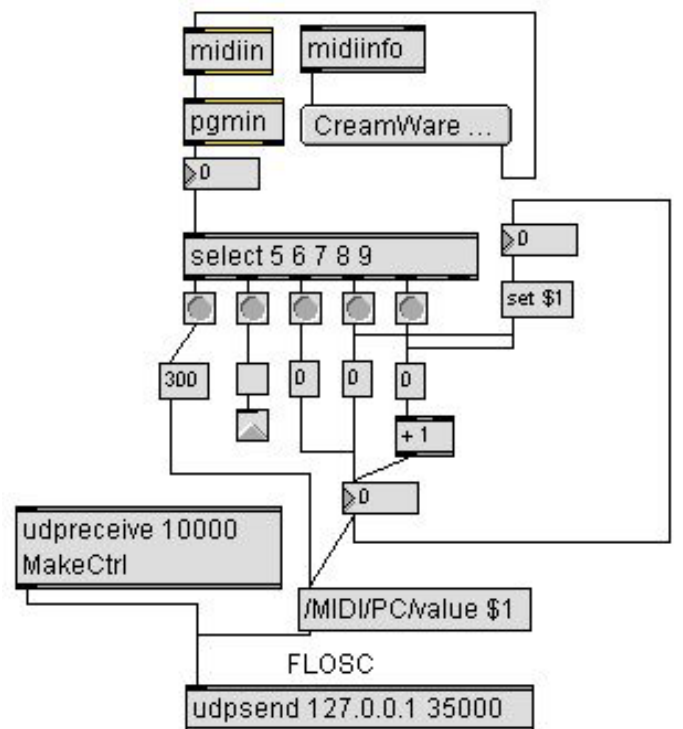 midiin
midiinfo
pgmin
CreamWare ...
0
select 5 6 7 8 9
0
set $1
300
0
0
0
+ 1
0
udpreceive 10000
MakeCtrl
/MIDI/PC/value $1
FLOSC
udpsend 127.0.0.1 35000